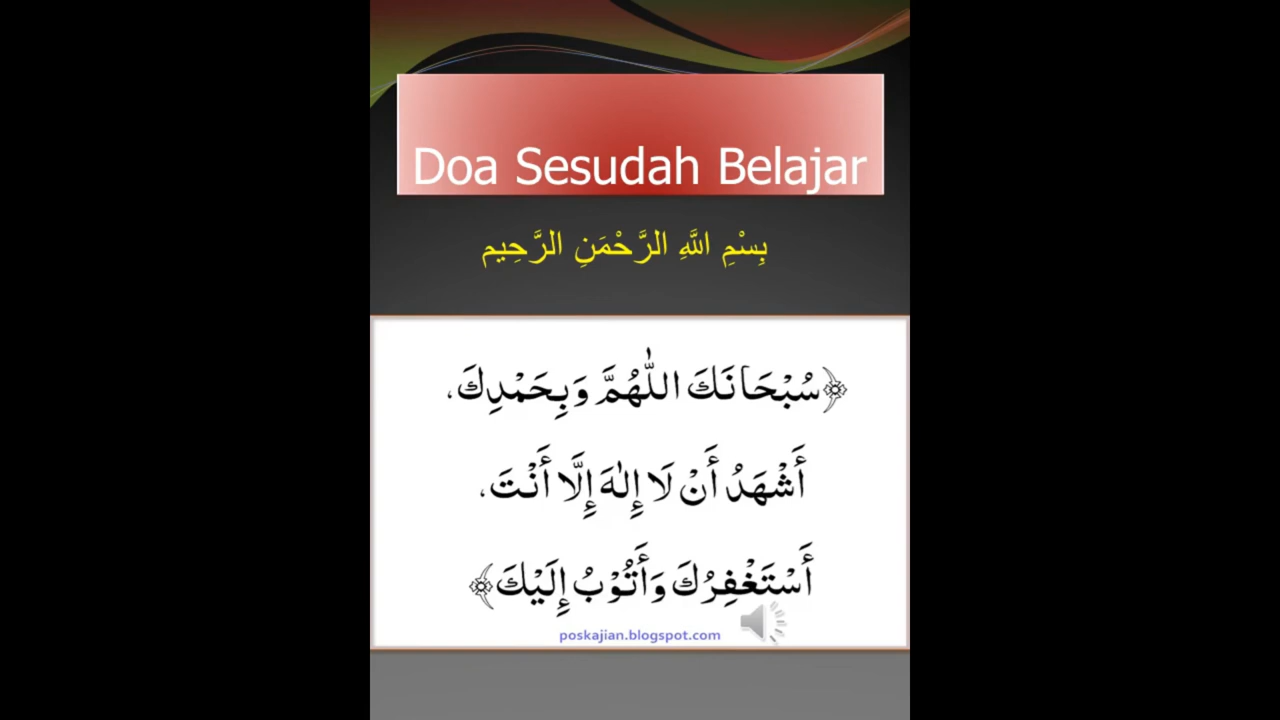 Doa Sesudah Belajar
بِسْمِ اللَّهِ الرَّحْمَنِ الرَّحِيم
﴿سُبْحَانَكَ اللّٰهُمَّ وَبِحَمْدِكَ،
أَشْهَدُ أَنْ لَا إِلٰهَ إِلَّا أَنْتَ،
أَسْتَغْفِرُكَ وَأَتُوْبُ إِلَيْكَ﴾
poskajian.blogspot.com